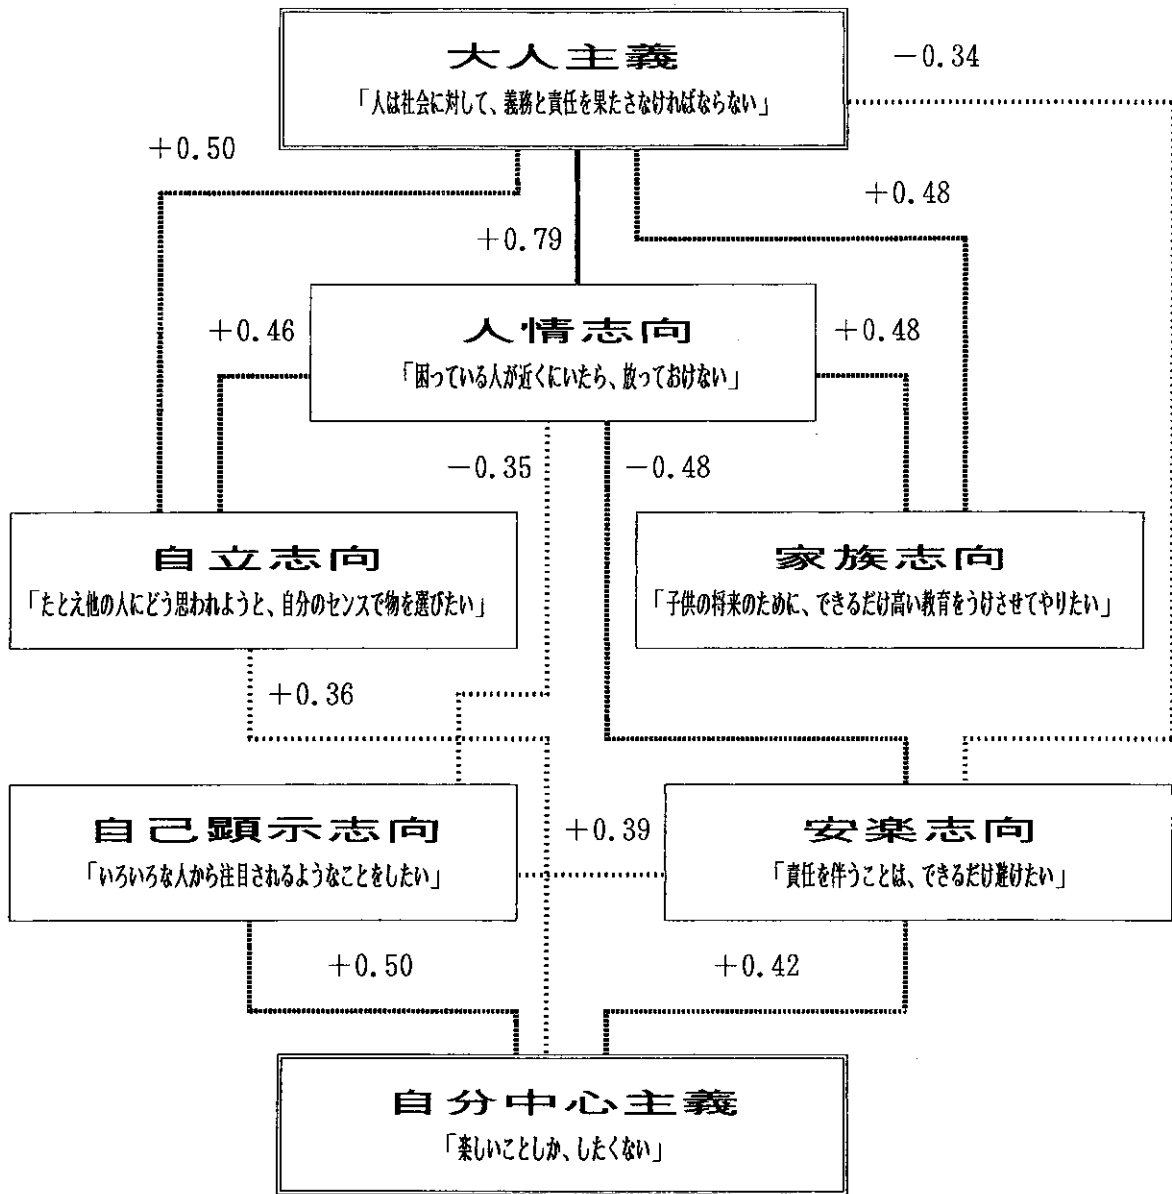 大人主義
「人は社会に対して、義務と責任を果たさなければならない」
−0.34
+0.50
+0.48
+0.79
人情志向
「困っている人が近くにいたら、放っておけない」
+0.46
+0.48
−0.35
−0.48
自立志向
「たとえ他の人にどう思われようと、自分のセンスで物を選びたい」
家族志向
「子供の将来のために、できるだけ高い教育をうけさせてやりたい」
+0.36
自己顕示志向
「いろいろな人から注目されるようなことをしたい」
+0.39
安楽志向
「責任を伴うことは、できるだけ避けたい」
+0.50
+0.42
自分中心主義
「楽しいことしか、したくない」